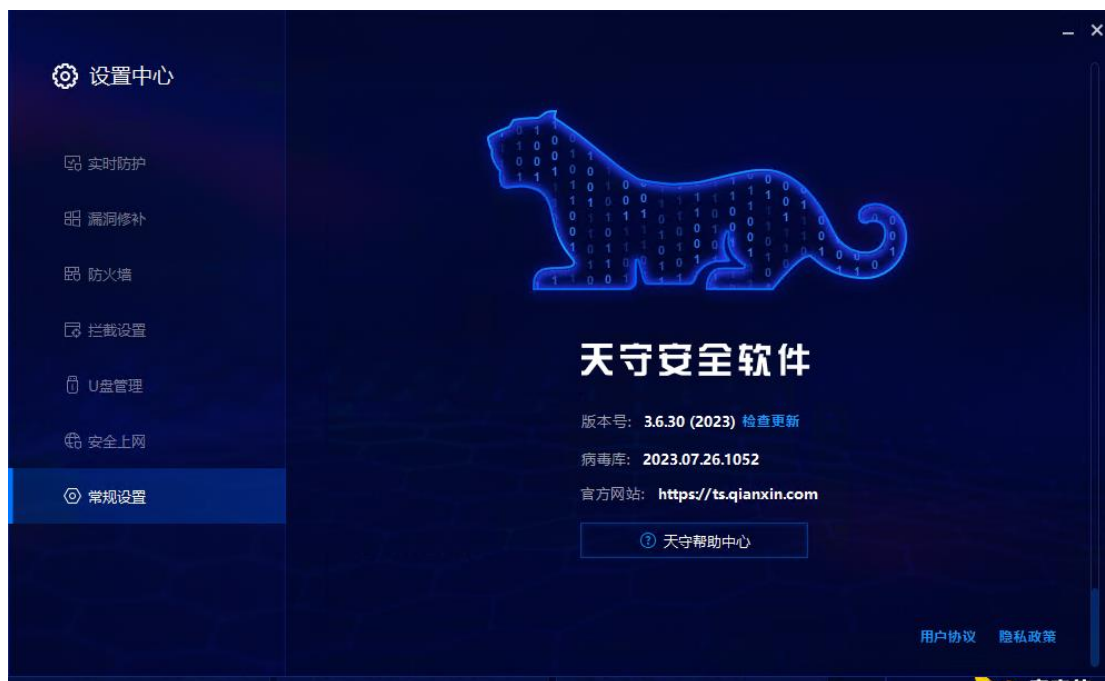 设置中心
实时防护
漏洞修补
防火墙
拦截设置
U盘管理
安全上网
常规设置
天守安全软件
版本号: 3.6.30 (2023) 检查更新
病毒库: 2023.07.26.1052
官方网站: https://ts.qianxin.com
天守帮助中心
用户协议 隐私政策